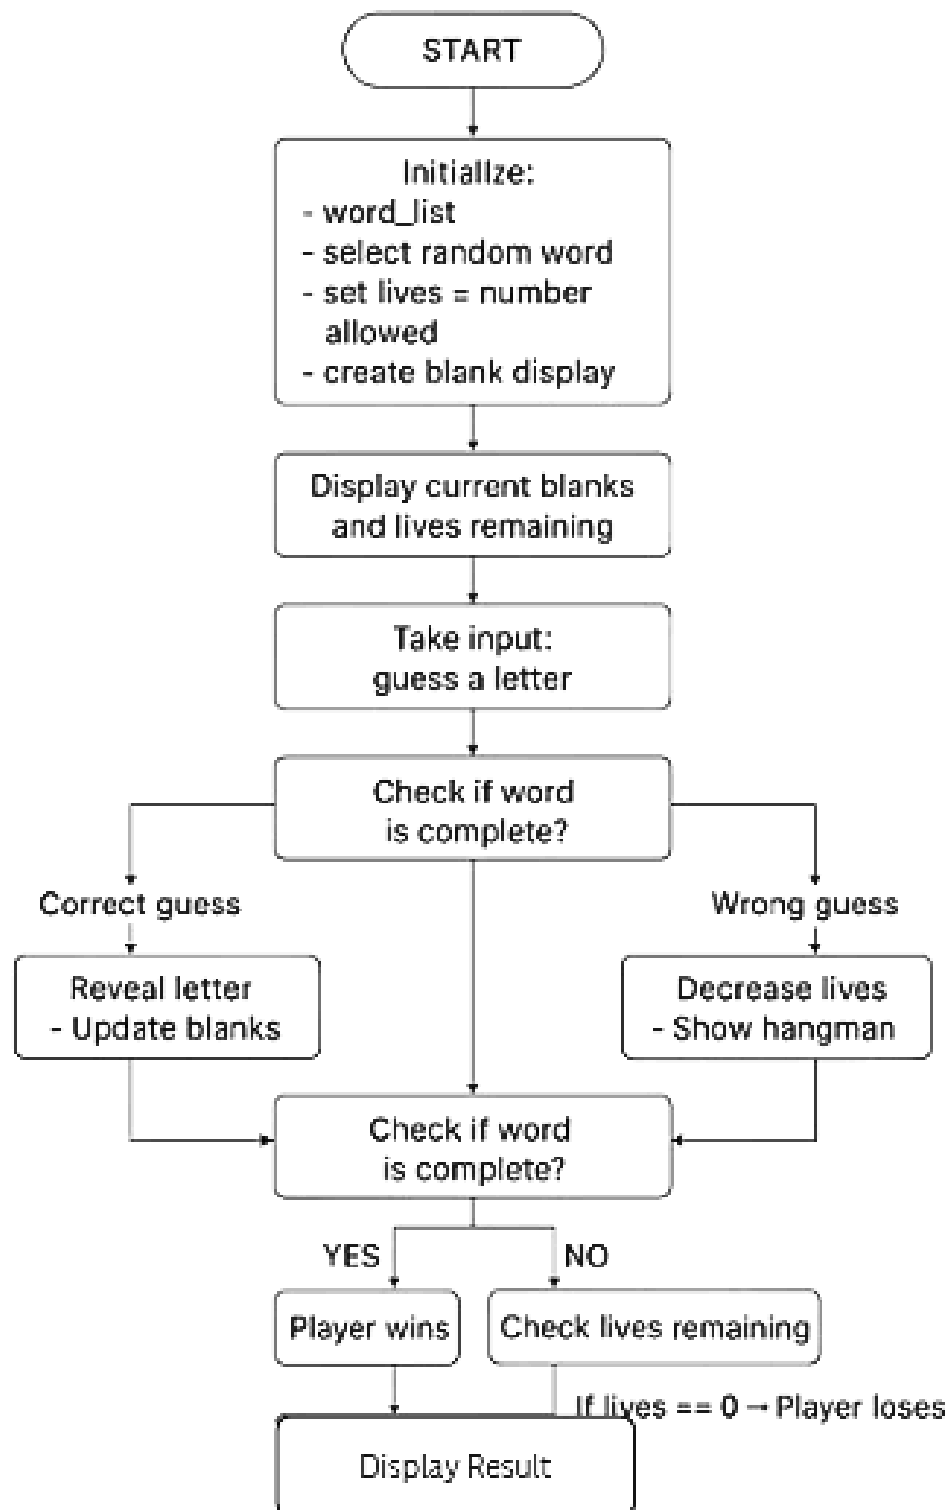 START
Initialize:
- word_list
- select random word
- set lives = number
allowed
- create blank display
Display current blanks
and lives remaining
Take input:
guess a letter
Check if word
is complete?
Correct guess
Wrong guess
Reveal letter
- Update blanks
Decrease lives
- Show hangman
Check if word
is complete?
YES
NO
Player wins
Check lives remaining
If lives == 0 → Player loses
Display Result